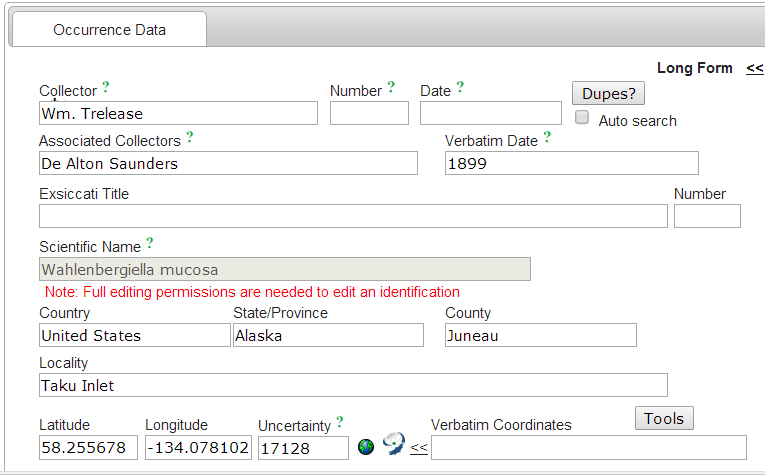 Occurrence Data
Long Form <<
Collector ? Number ? Date ? Dupes?
Wm. Trelease
Auto search
Associated Collectors ? Verbatim Date ?
De Alton Saunders 1899
Exsiccati Title Number
Scientific Name ?
Wahlenbergiella mucosa
Note: Full editing permissions are needed to edit an identification
Country State/Province County
United States Alaska Juneau
Locality
Taku Inlet
Latitude Longitude Uncertainty ? Verbatim Coordinates Tools
58.255678 -134.078102 17128 <<